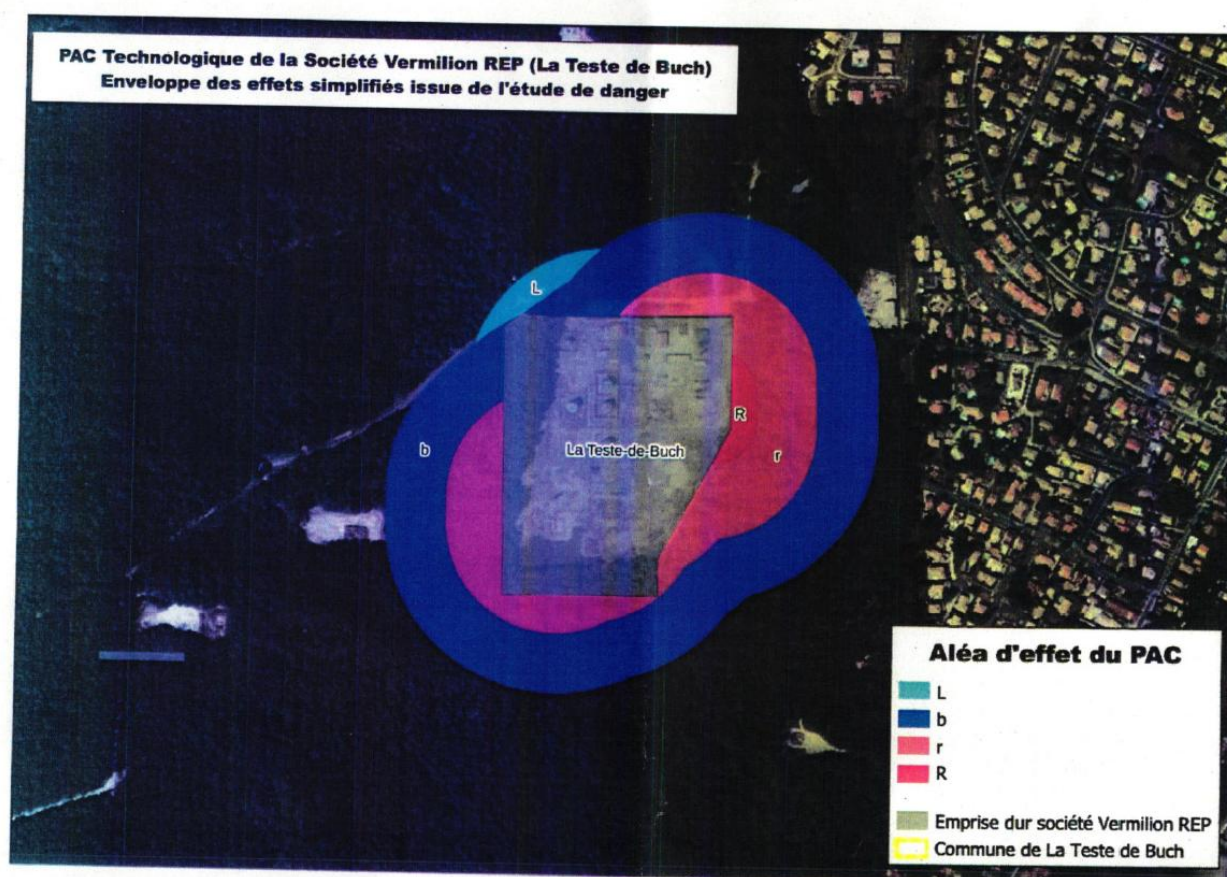 PAC Technologique de la Société Vermilion REP (La Teste de Buch)
Enveloppe des effets simplifiés issue de l'étude de danger
L
b
La Teste-de-Buch
R
r
Aléa d'effet du PAC
L
b
r
R
Emprise dur société Vermilion REP
Commune de La Teste de Buch